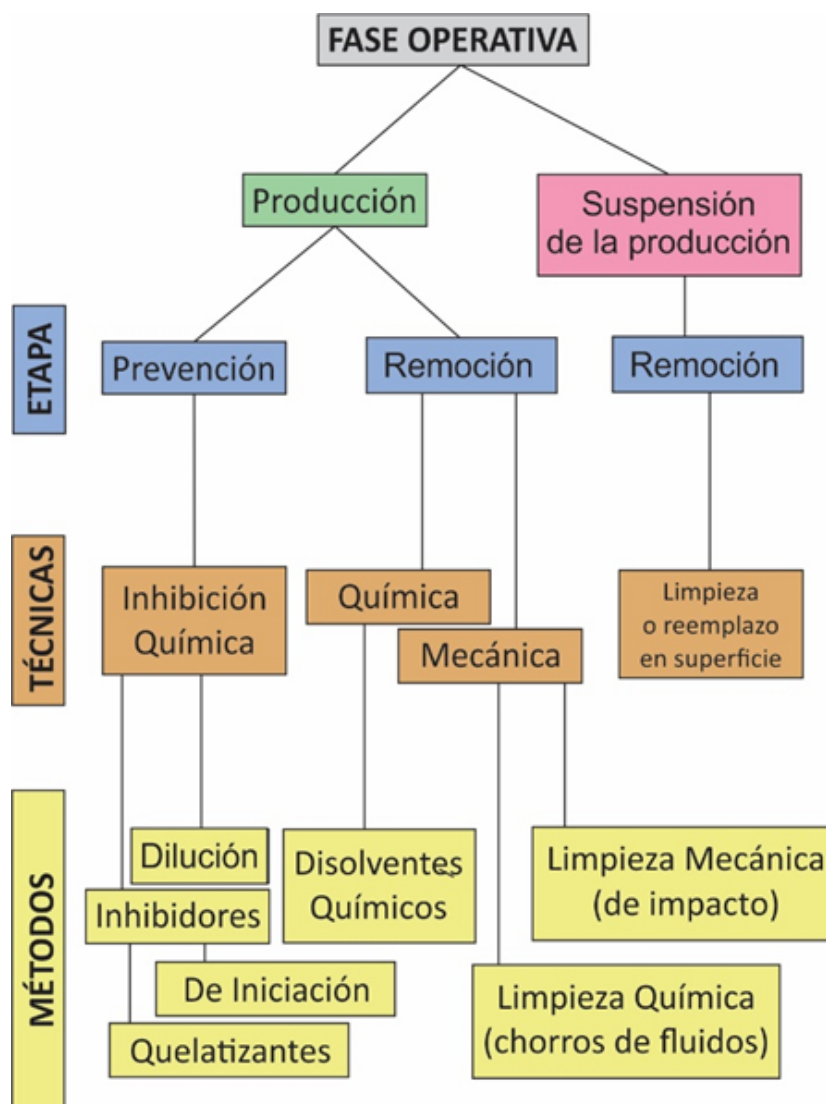 FASE OPERATIVA
Producción
Suspensión
de la producción
ETAPA
Prevención
Remoción
Remoción
TÉCNICAS
Inhibición
Química
Química
Mecánica
Limpieza
o reemplazo
en superficie
MÉTODOS
Dilución
Inhibidores
De Iniciación
Quelatizantes
Disolventes
Químicos
Limpieza Mecánica
(de impacto)
Limpieza Química
(chorros de fluidos)